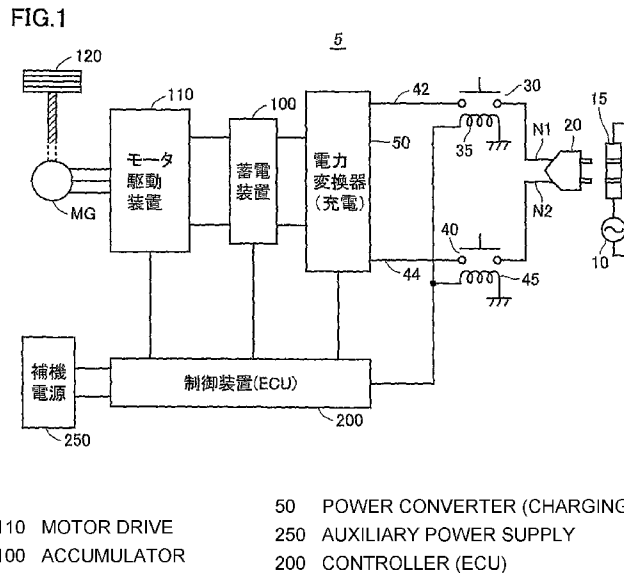 FIG.1
5
120
110
100
42
30
15
50
35
N1
20
モータ
駆動
装置
蓄電
装置
電力
変換器
(充電)
MG
N2
40
44
45
10
補機
電源
制御装置(ECU)
250
200
110 MOTOR DRIVE
100 ACCUMULATOR
50 POWER CONVERTER (CHARGING
250 AUXILIARY POWER SUPPLY
200 CONTROLLER (ECU)